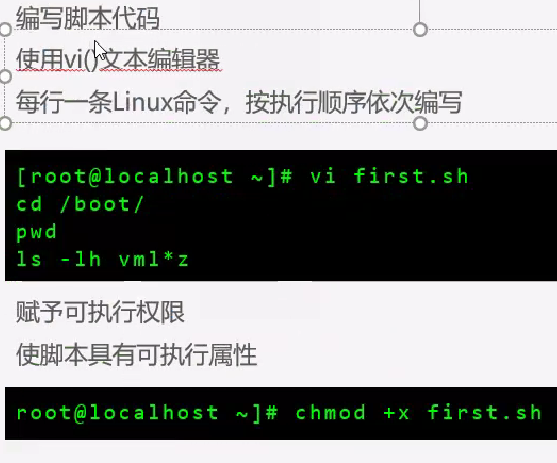 编写脚本代码
使用vi()文本编辑器
每行一条Linux命令，按执行顺序依次编写
[root@localhost ~]# vi first.sh
cd /boot/
pwd
ls -lh vml*z
赋予可执行权限
使脚本具有可执行属性
root@localhost ~]# chmod +x first.sh